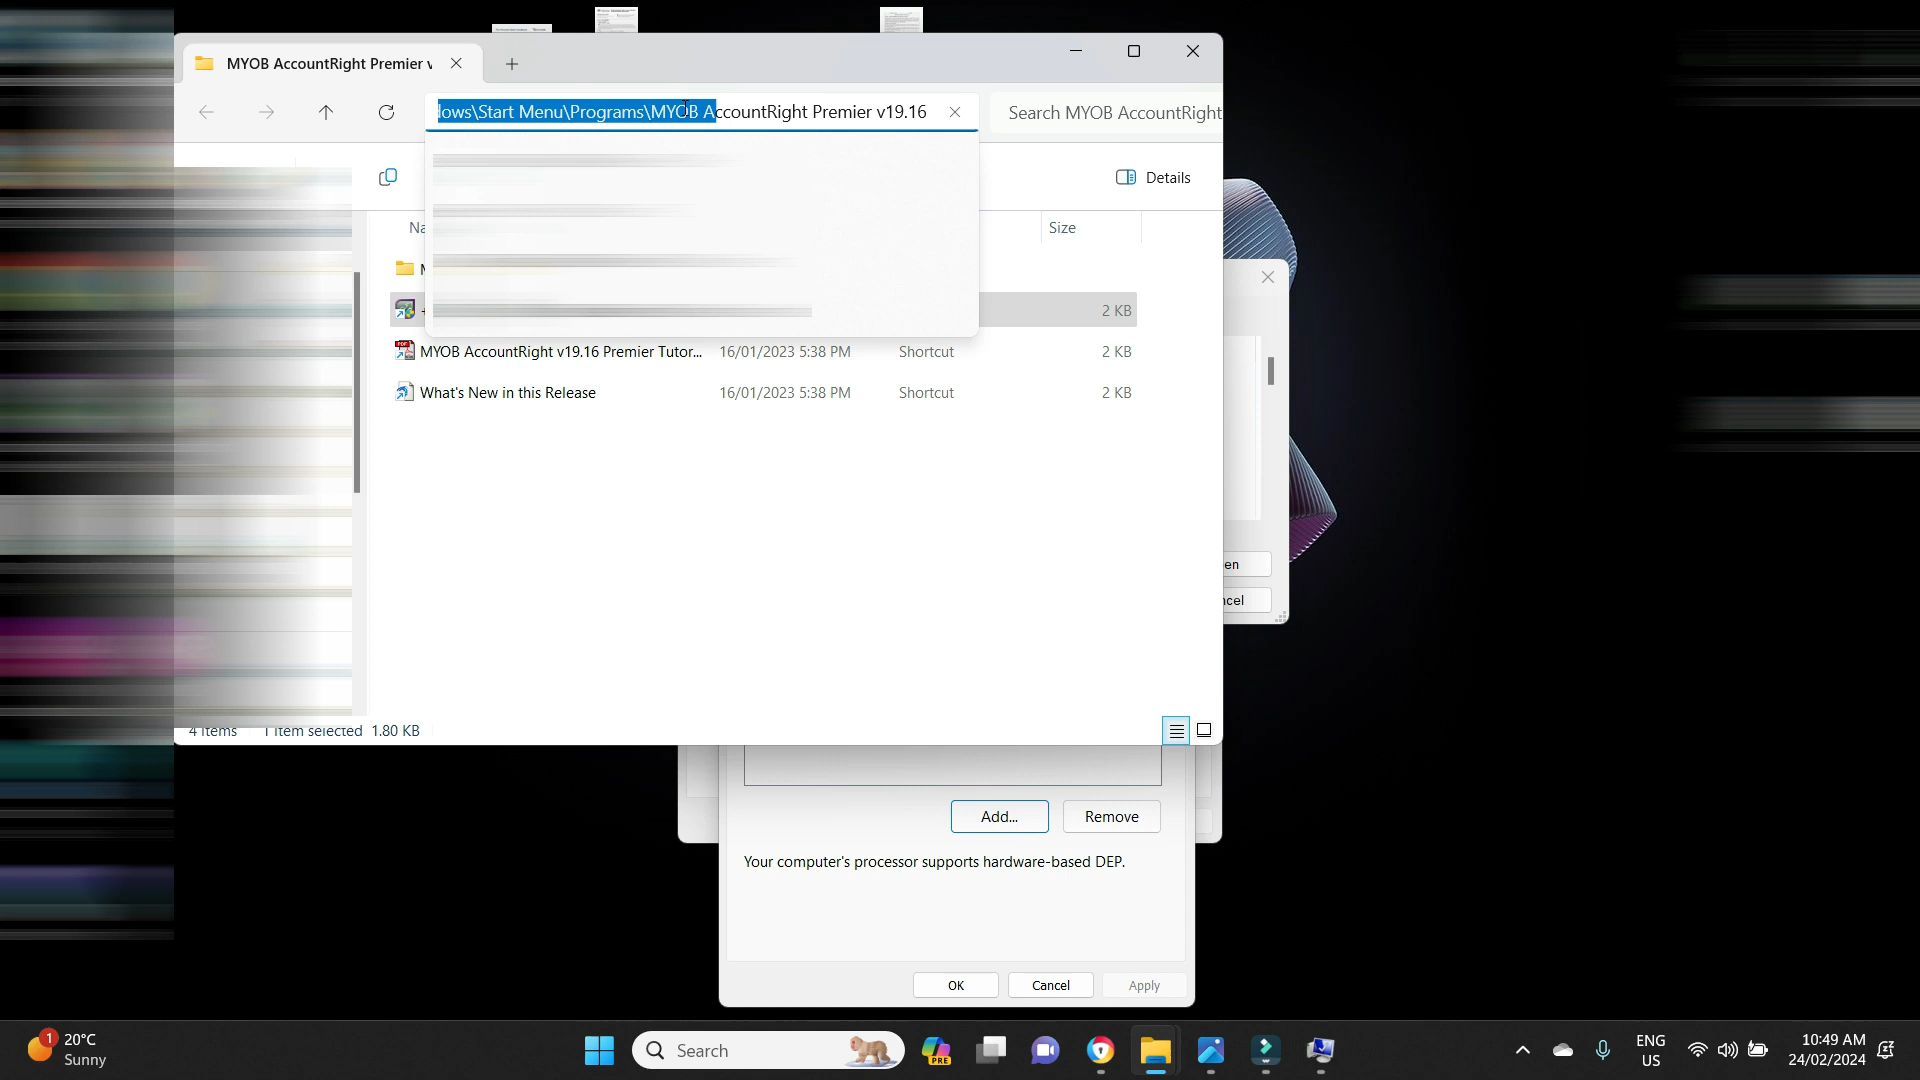 MYOB AccountRight Premier v
lows\Start Menu\Programs\MYOB AccountRight Premier v19.16
Search MYOB AccountRight
Details
Size
2 KB
MYOB AccountRight v19.16 Premier Tutor... 16/01/2023 5:38 PM Shortcut 2 KB
What's New in this Release 16/01/2023 5:38 PM Shortcut 2 KB
en
ncel
4 items 1 item selected 1.80 KB
Add... Remove
Your computer's processor supports hardware-based DEP.
OK Cancel Apply
1 20°C
Sunny
Search
PRE
ENG
US
10:49 AM
24/02/2024